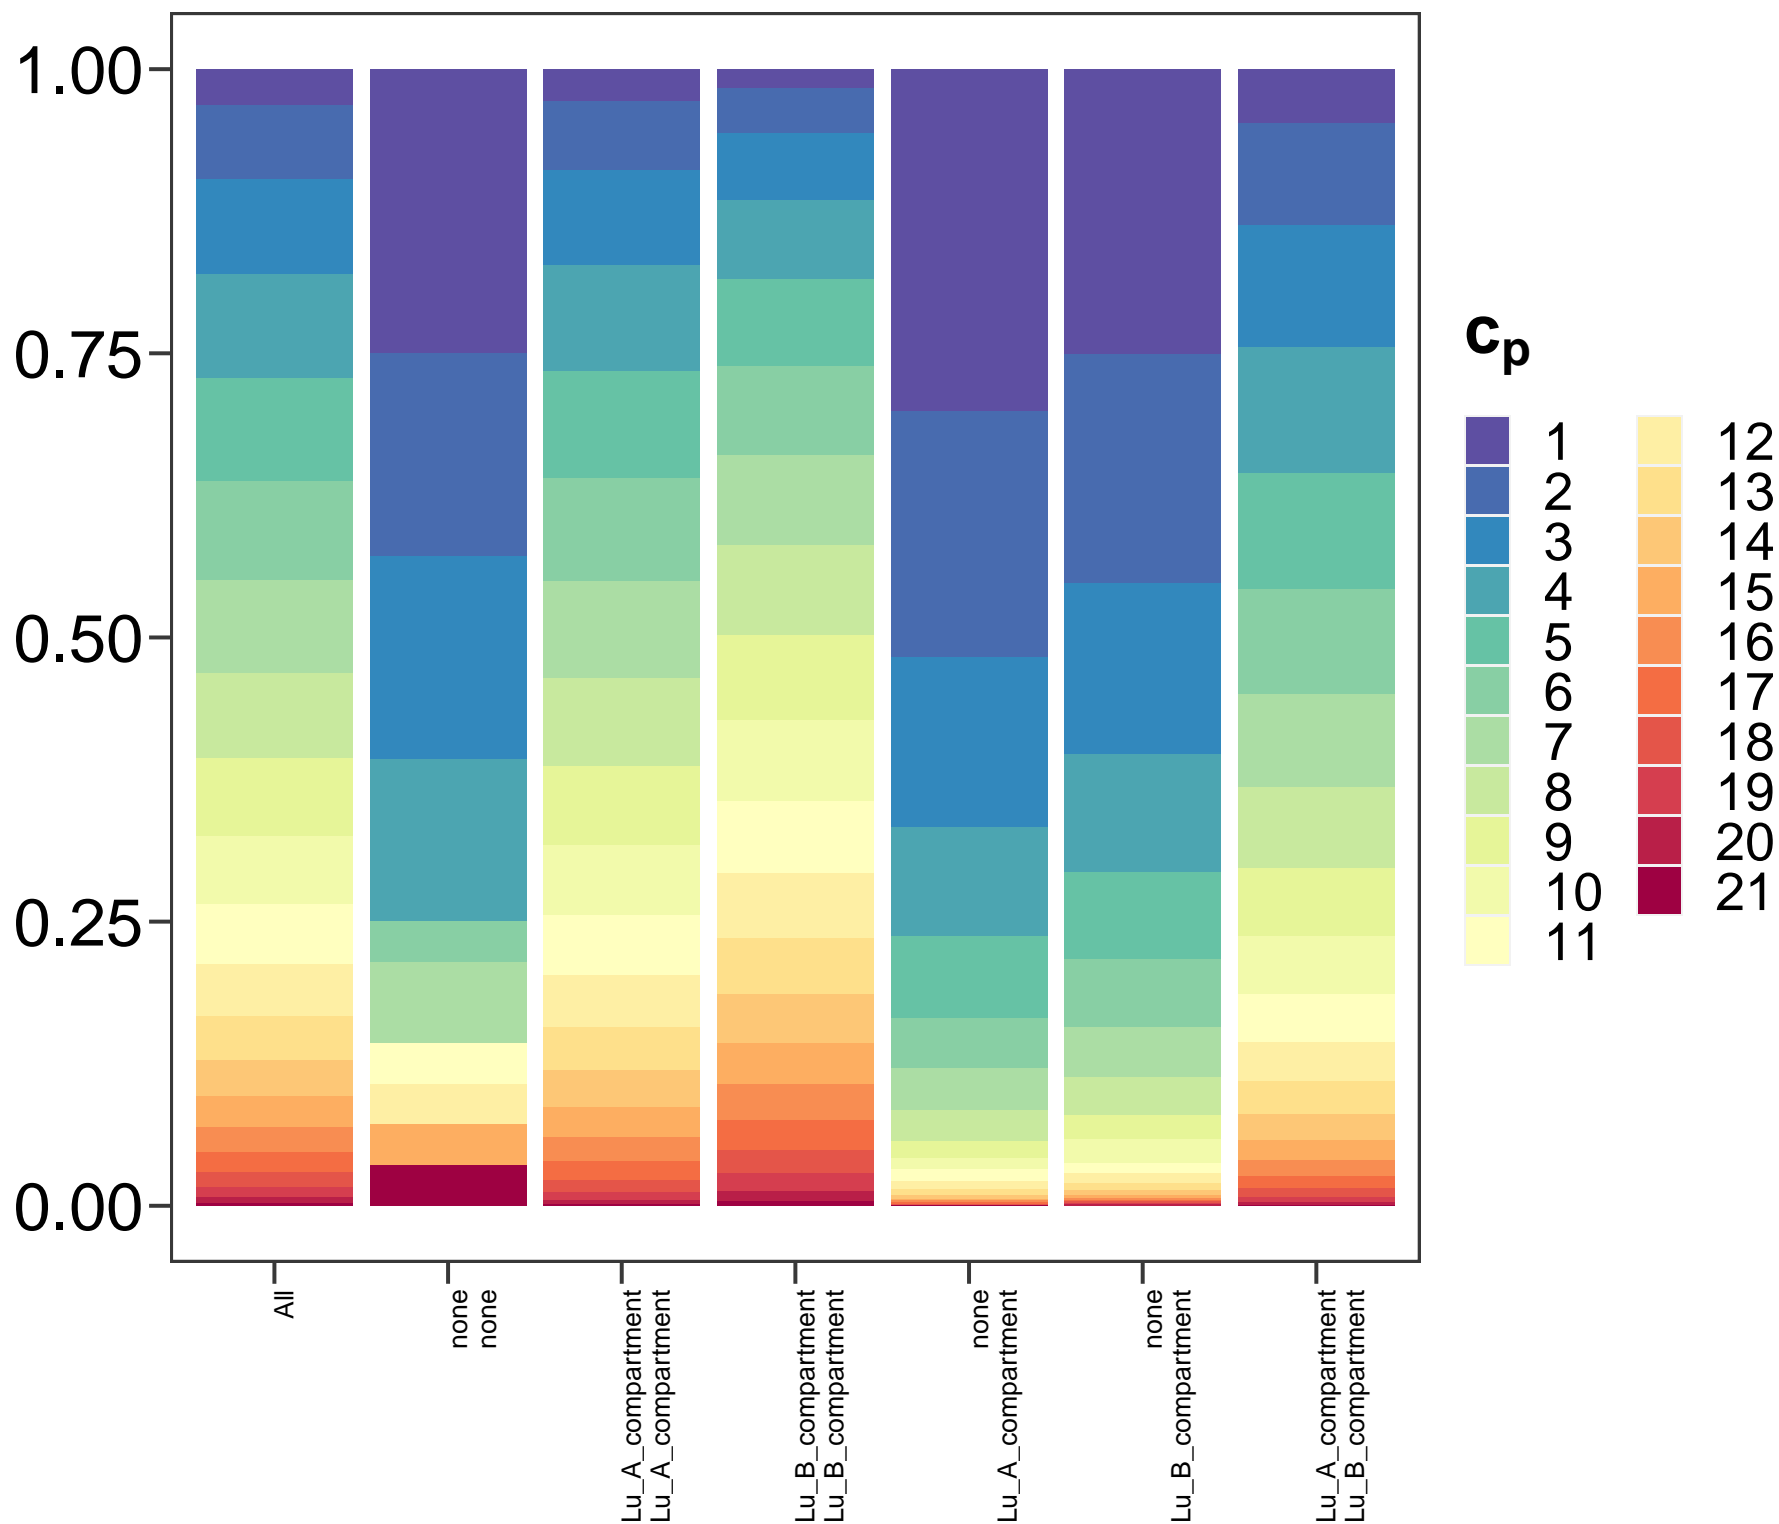 1.00
0.75
0.50
0.25
0.00
All
none
none
Lu_A_compartment
Lu_A_compartment
Lu_B_compartment
Lu_B_compartment
none
Lu_A_compartment
none
Lu_B_compartment
Lu_A_compartment
Lu_B_compartment
cp
1
2
3
4
5
6
7
8
9
10
11
12
13
14
15
16
17
18
19
20
21